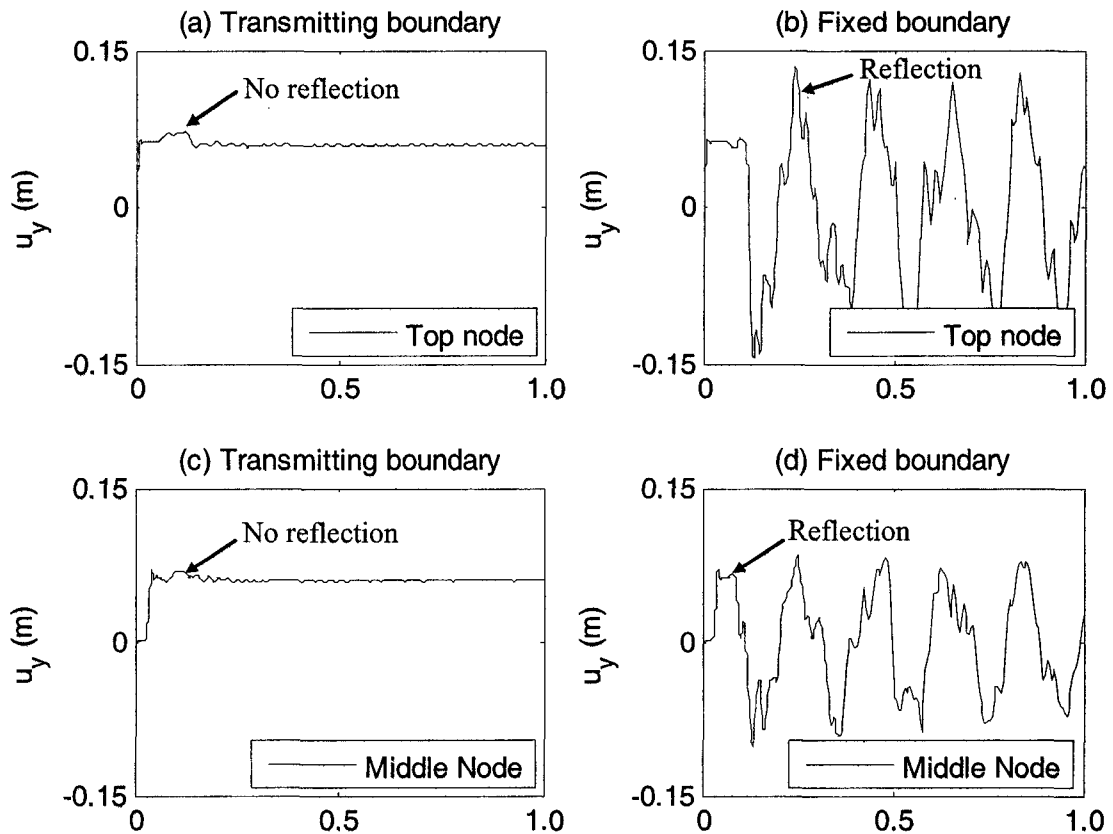 (a) Transmitting boundary
0.15
No reflection
u_y (m)
0
Top node
-0.15
0 0.5 1.0
(b) Fixed boundary
0.15
Reflection
u_y (m)
0
Top node
-0.15
0 0.5 1.0
(c) Transmitting boundary
0.15
No reflection
u_y (m)
0
Middle Node
-0.15
0 0.5 1.0
(d) Fixed boundary
0.15
Reflection
u_y (m)
0
Middle Node
-0.15
0 0.5 1.0